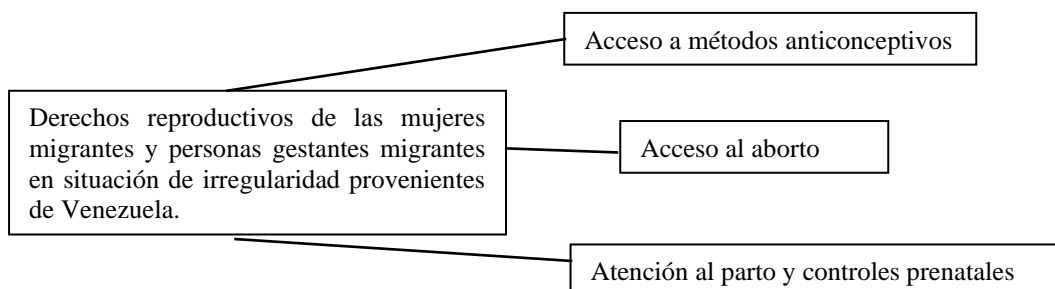 Acceso a métodos anticonceptivos
Derechos reproductivos de las mujeres
migrantes y personas gestantes migrantes
en situación de irregularidad provenientes
de Venezuela.
Acceso al aborto
Atención al parto y controles prenatales